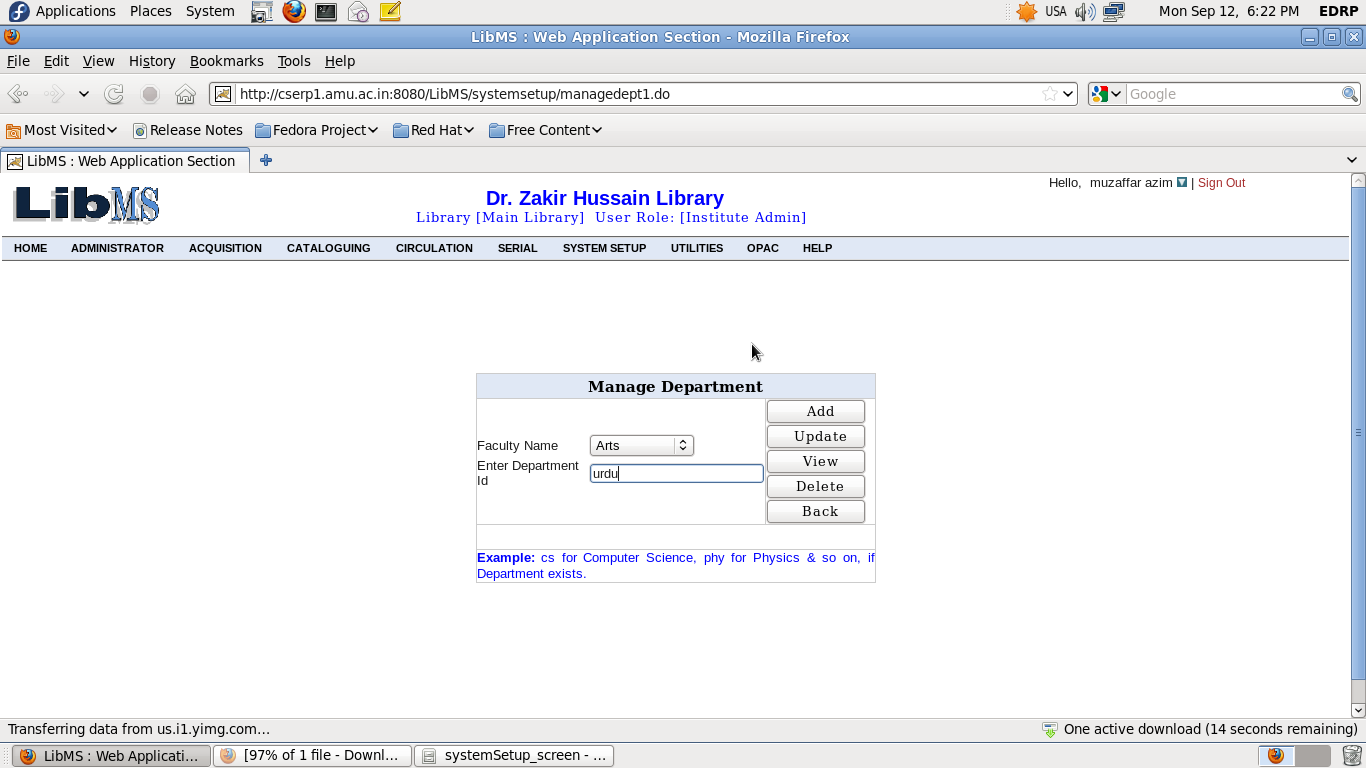 Applications Places System USA Mon Sep 12, 6:22 PM EDRP
LibMS : Web Application Section - Mozilla Firefox
File Edit View History Bookmarks Tools Help
http://cserp1.amu.ac.in:8080/LibMS/systemsetup/managedept1.do Google
Most Visited Release Notes Fedora Project Red Hat Free Content
LibMS : Web Application Section
Hello, muzaffar azim | Sign Out
LibMS
Dr. Zakir Hussain Library
Library [Main Library] User Role: [Institute Admin]
HOME ADMINISTRATOR ACQUISITION CATALOGUING CIRCULATION SERIAL SYSTEM SETUP UTILITIES OPAC HELP
Manage Department
Add
Update
Faculty Name Arts
View
Enter Department
Id
urdu
Delete
Back
Example: cs for Computer Science, phy for Physics & so on, if
Department exists.
Transferring data from us.i1.yimg.com... One active download (14 seconds remaining)
LibMS : Web Applicati... [97% of 1 file - Downl... systemSetup_screen - ...